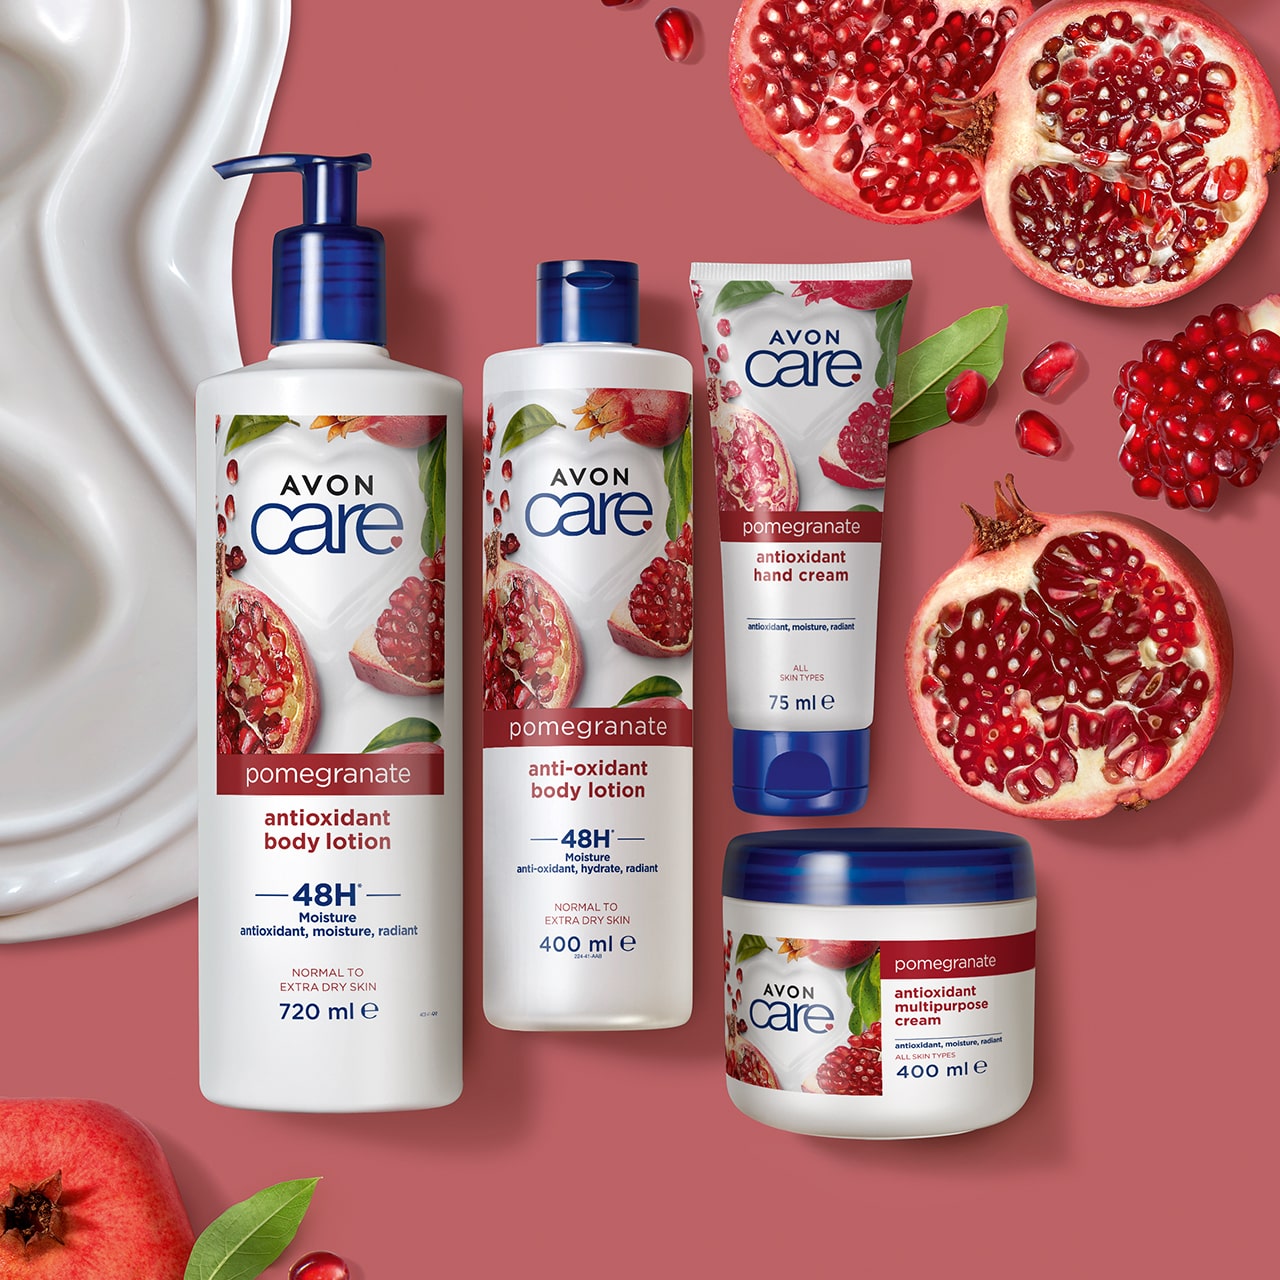 AVON
care
pomegranate
antioxidant
body lotion
48H*
Moisture
antioxidant, moisture, radiant
NORMAL TO
EXTRA DRY SKIN
720 ml e
AVON
care
pomegranate
anti-oxidant
body lotion
48H*
Moisture
anti-oxidant, hydrate, radiant
NORMAL TO
EXTRA DRY SKIN
400 ml e
224-41-AAB
AVON
care
pomegranate
antioxidant
hand cream
antioxidant, moisture, radiant
ALL
SKIN TYPES
75 ml e
AVON
care
pomegranate
antioxidant
multipurpose
cream
antioxidant, moisture, radiant
ALL SKIN TYPES
400 ml e